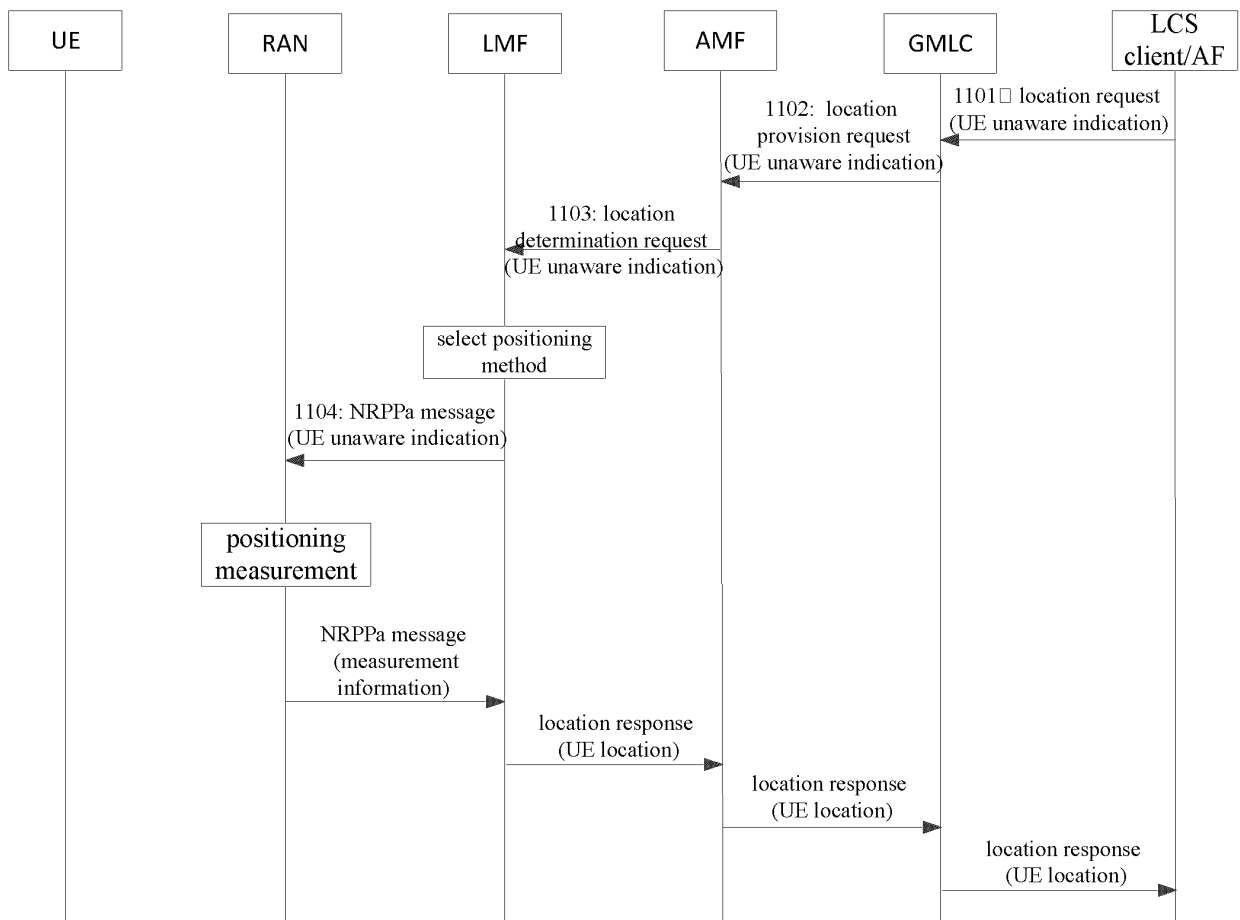 UE
RAN
LMF
AMF
GMLC
LCS
client/AF
1101□ location request
(UE unaware indication)
1102: location
provision request
(UE unaware indication)
1103: location
determination request
(UE unaware indication)
select positioning
method
1104: NRPPa message
(UE unaware indication)
positioning
measurement
NRPPa message
(measurement
information)
location response
(UE location)
location response
(UE location)
location response
(UE location)